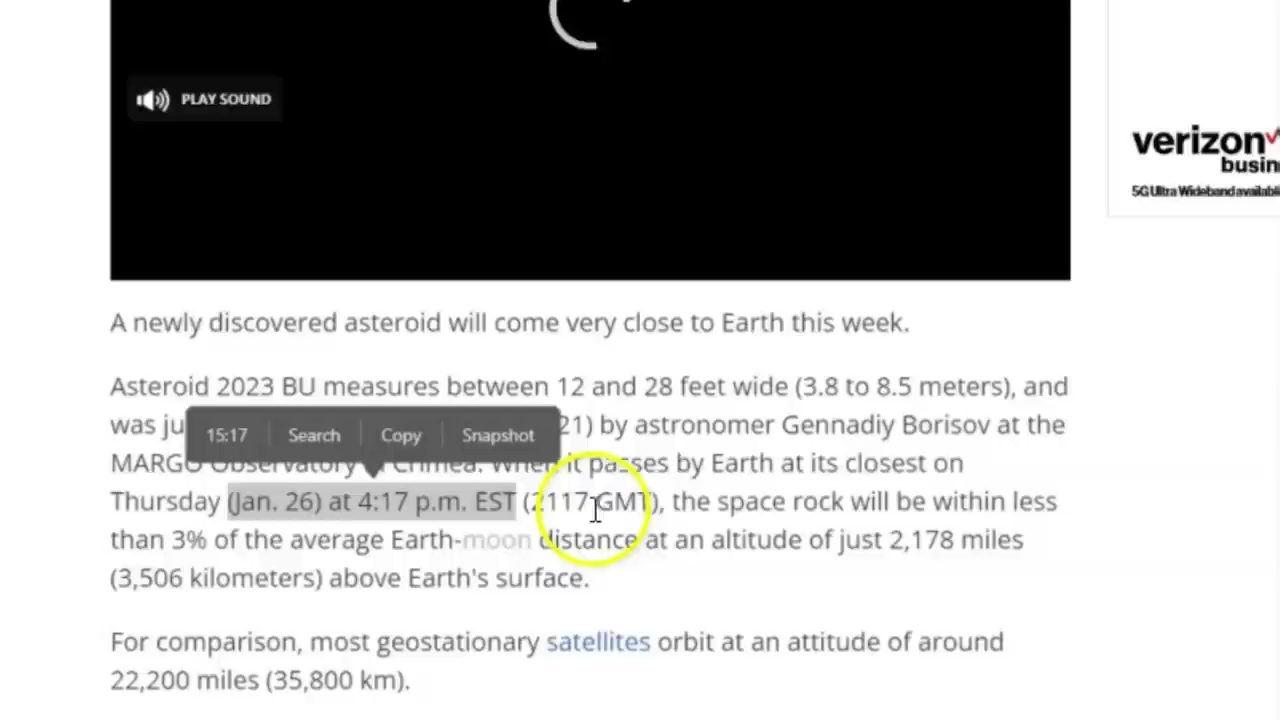 PLAY SOUND
verizon
busin
5G Ultra Wideband availabl
A newly discovered asteroid will come very close to Earth this week.
Asteroid 2023 BU measures between 12 and 28 feet wide (3.8 to 8.5 meters), and
was ju 21) by astronomer Gennadiy Borisov at the
15:17 Search Copy Snapshot
MARGO Observatory in Crimea. When it passes by Earth at its closest on
Thursday (Jan. 26) at 4:17 p.m. EST (2117 GMT), the space rock will be within less
than 3% of the average Earth-moon distance at an altitude of just 2,178 miles
(3,506 kilometers) above Earth's surface.
For comparison, most geostationary satellites orbit at an attitude of around
22,200 miles (35,800 km).